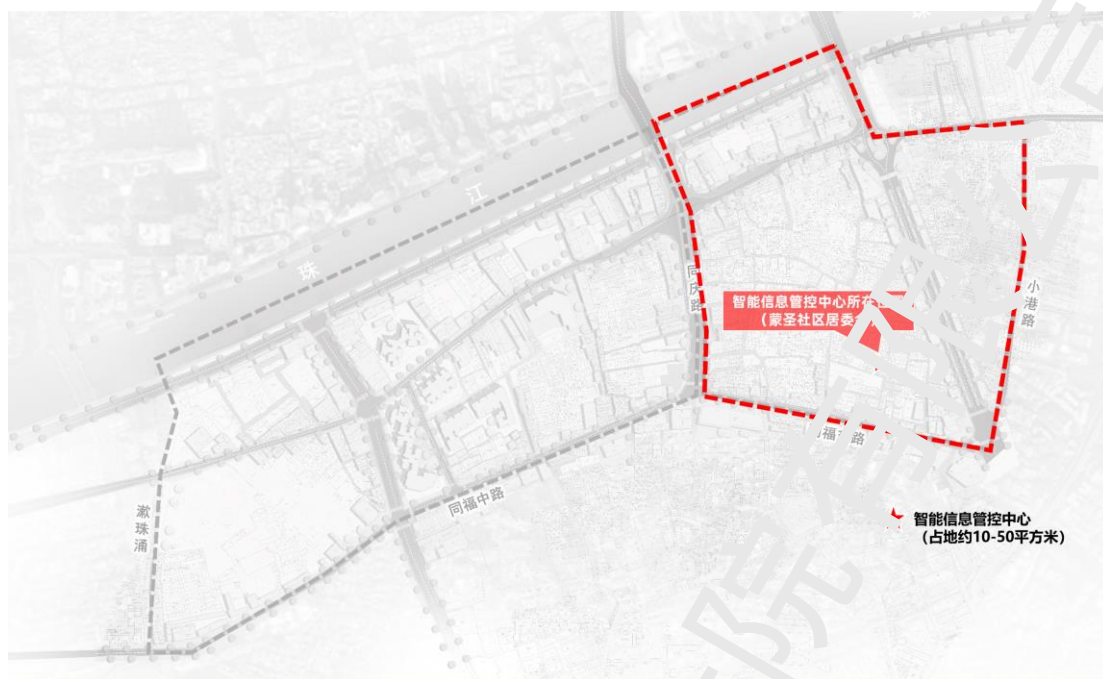 珠
江
珠
同庆路
智能信息管控中心所在
（蒙圣社区居委
小港路
福
路
同福中路
漱珠涌
智能信息管控中心
（占地约10-50平方米）
院